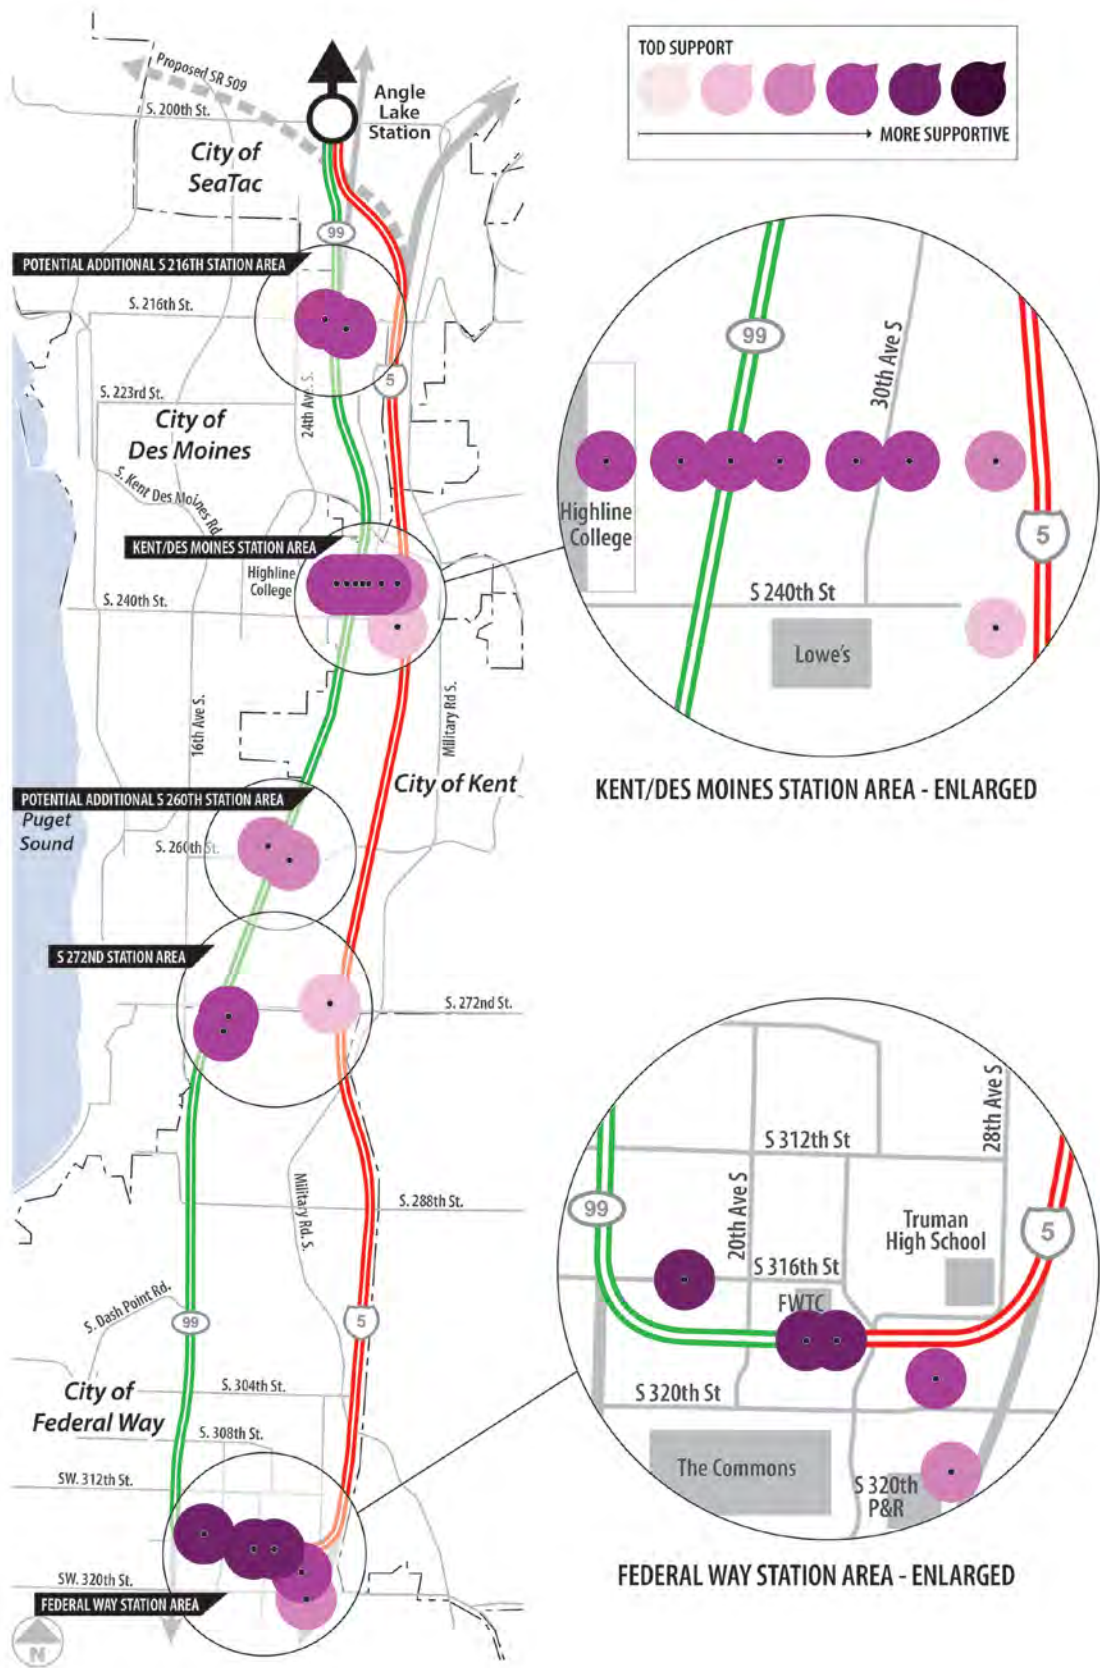 TOD SUPPORT
MORE SUPPORTIVE
Proposed SR 509
S. 200th St.
Angle
Lake
Station
City of
SeaTac
99
POTENTIAL ADDITIONAL S 216TH STATION AREA
S. 216th St.
5
S. 223rd St.
24th Ave. S.
City of
Des Moines
S. Kent Des Moines Rd.
KENT/DES MOINES STATION AREA
Highline
College
S. 240th St.
16th Ave S.
Military Rd S.
City of Kent
POTENTIAL ADDITIONAL S 260TH STATION AREA
Puget
Sound
S. 260th St.
S 272ND STATION AREA
S. 272nd St.
Military Rd. S.
S. 288th St.
S. Dash Point Rd.
99
5
City of
Federal Way
S. 304th St.
S. 308th St.
SW. 312th St.
SW. 320th St.
FEDERAL WAY STATION AREA
N
99
30th Ave S
Highline
College
5
S 240th St
Lowe's
KENT/DES MOINES STATION AREA - ENLARGED
28th Ave S
S 312th St
20th Ave S
99
Truman
High School
5
S 316th St
FWTC
S 320th St
The Commons
S 320th
P&R
FEDERAL WAY STATION AREA - ENLARGED